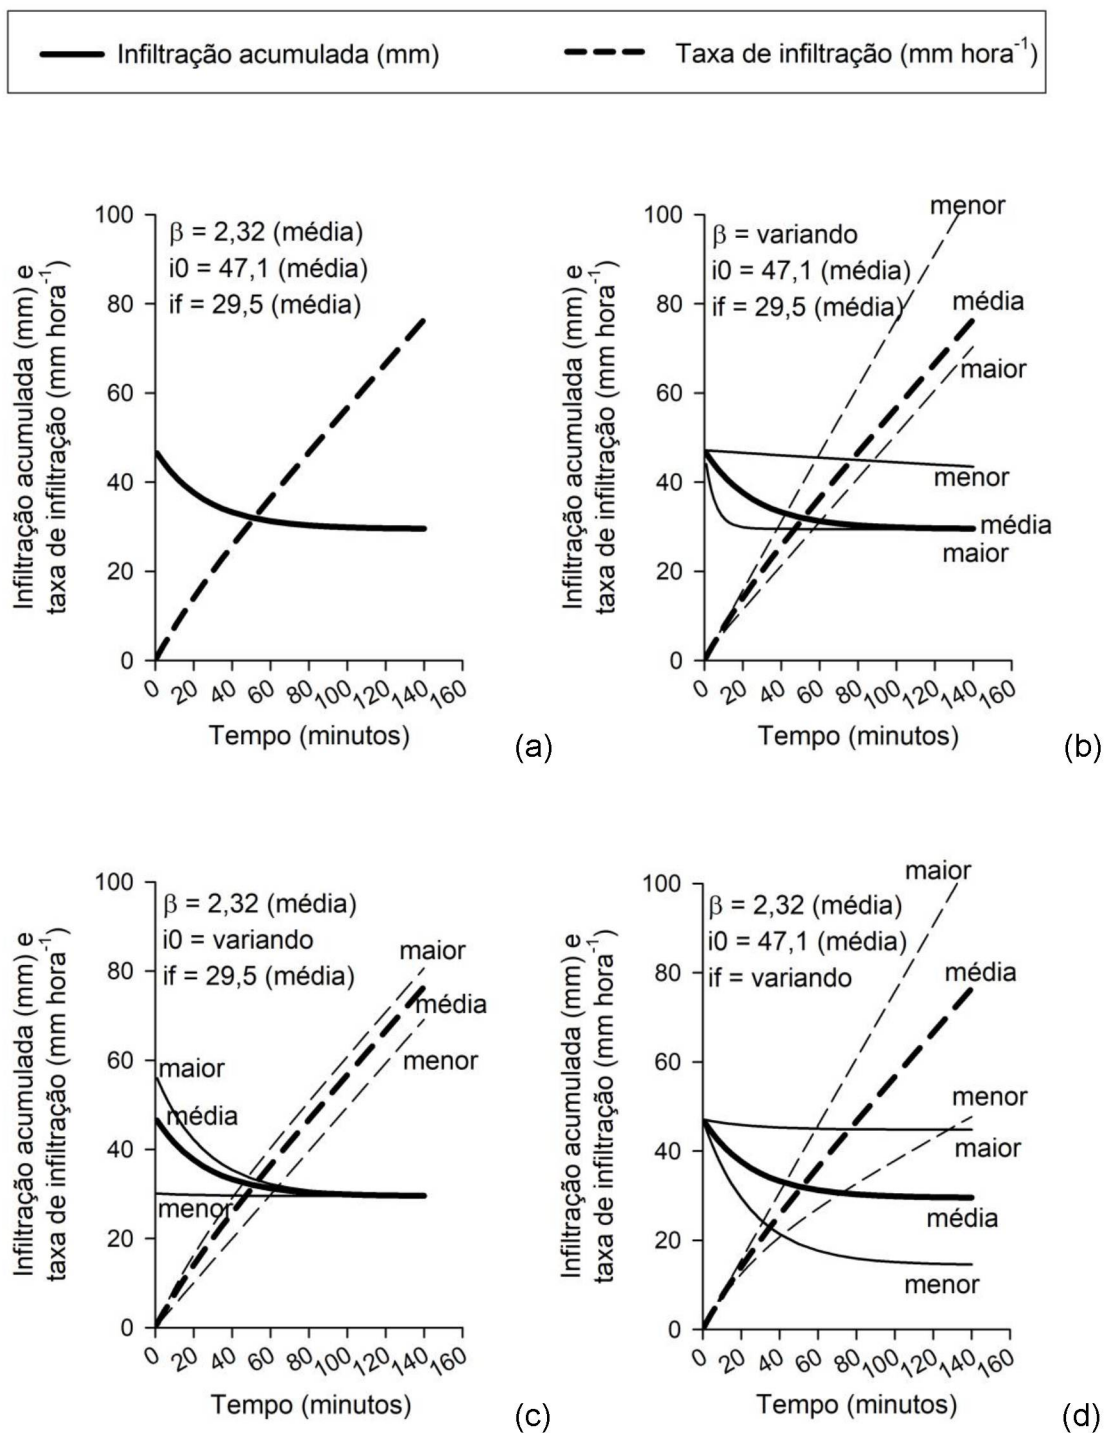 Infiltração acumulada (mm)
Taxa de infiltração (mm hora-1)
Infiltração acumulada (mm) e
taxa de infiltração (mm hora-1)
100
80
60
40
20
0
β = 2,32 (média)
i0 = 47,1 (média)
if = 29,5 (média)
0 20 40 60 80 100 120 140 160
Tempo (minutos)
(a)
Infiltração acumulada (mm) e
taxa de infiltração (mm hora-1)
100
80
60
40
20
0
β = variando
i0 = 47,1 (média)
if = 29,5 (média)
menor
média
maior
menor
média
maior
0 20 40 60 80 100 120 140 160
Tempo (minutos)
(b)
Infiltração acumulada (mm) e
taxa de infiltração (mm hora-1)
100
80
60
40
20
0
β = 2,32 (média)
i0 = variando
if = 29,5 (média)
maior
média
menor
maior
média
menor
0 20 40 60 80 100 120 140 160
Tempo (minutos)
(c)
Infiltração acumulada (mm) e
taxa de infiltração (mm hora-1)
100
80
60
40
20
0
β = 2,32 (média)
i0 = 47,1 (média)
if = variando
maior
média
menor
maior
média
menor
0 20 40 60 80 100 120 140 160
Tempo (minutos)
(d)